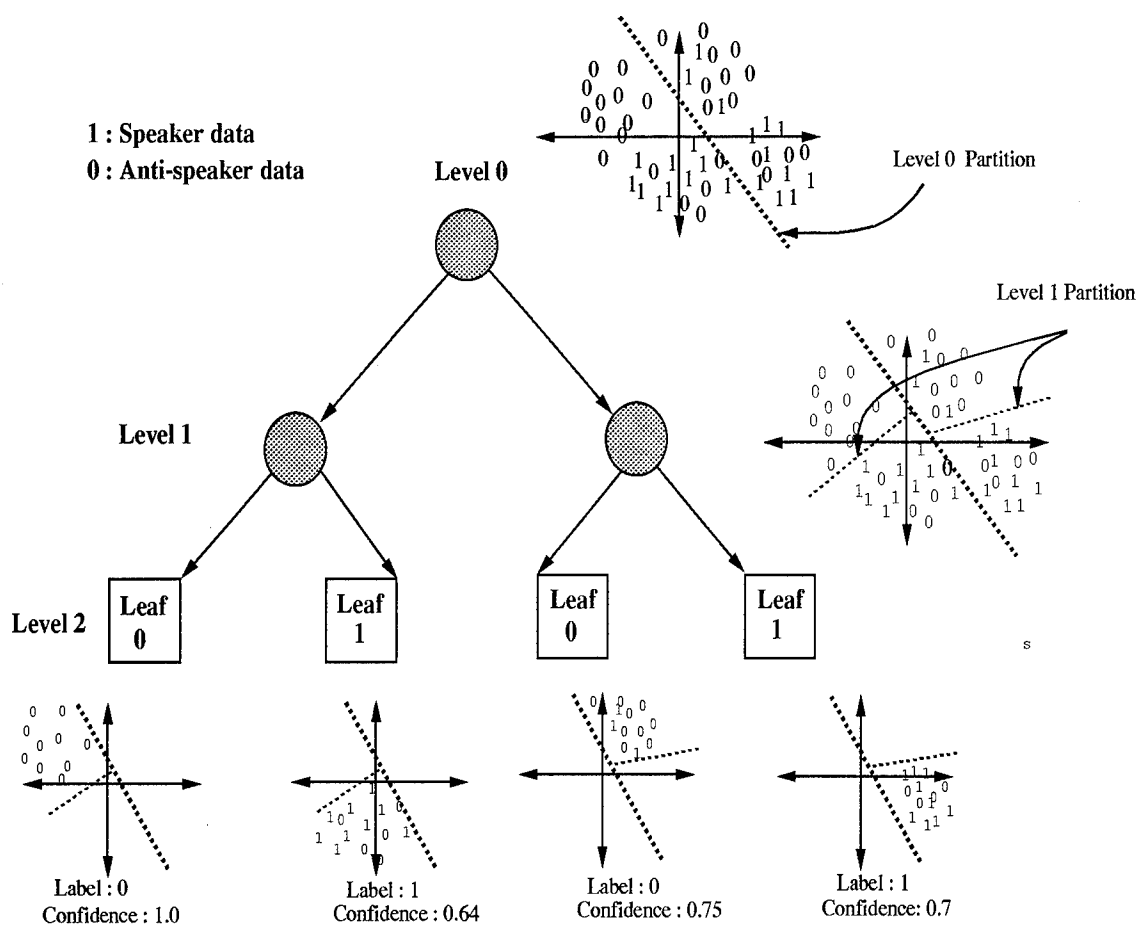 1 : Speaker data
0 : Anti-speaker data
Level 0
Level 0 Partition
Level 1 Partition
Level 1
Level 2
Leaf
0
Leaf
1
Leaf
0
Leaf
1
s
Label : 0
Confidence : 1.0
Label : 1
Confidence : 0.64
Label : 0
Confidence : 0.75
Label : 1
Confidence: 0.7